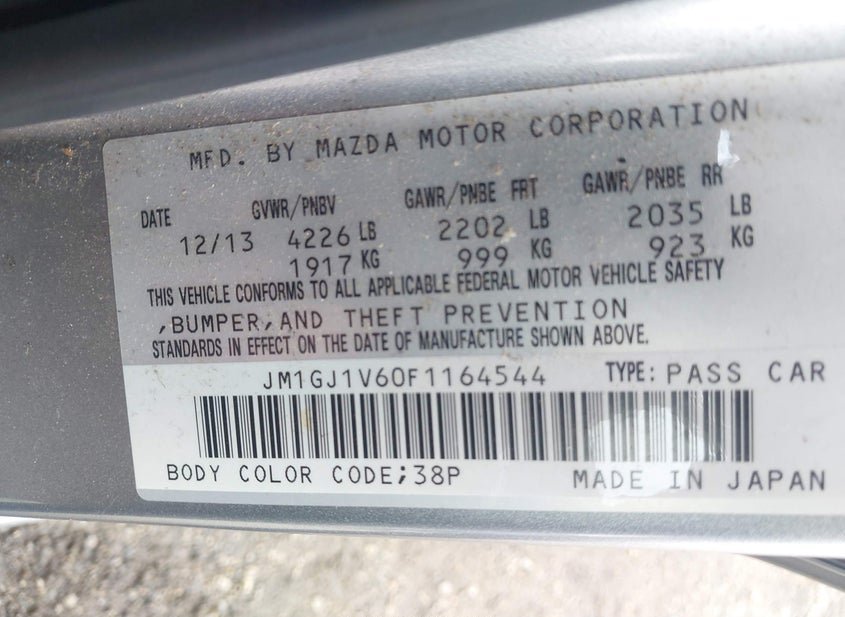 MFD. BY MAZDA MOTOR CORPORATION
DATE GVWR/PNBV GAWR/PNBE FRT GAWR/PNBE RR
12/13 4226 LB 2202 LB 2035 LB
1917 KG 999 KG 923 KG
THIS VEHICLE CONFORMS TO ALL APPLICABLE FEDERAL MOTOR VEHICLE SAFETY
,BUMPER,AND THEFT PREVENTION
STANDARDS IN EFFECT ON THE DATE OF MANUFACTURE SHOWN ABOVE.
JM1GJ1V60F1164544 TYPE: PASS CAR
BODY COLOR CODE;38P MADE IN JAPAN